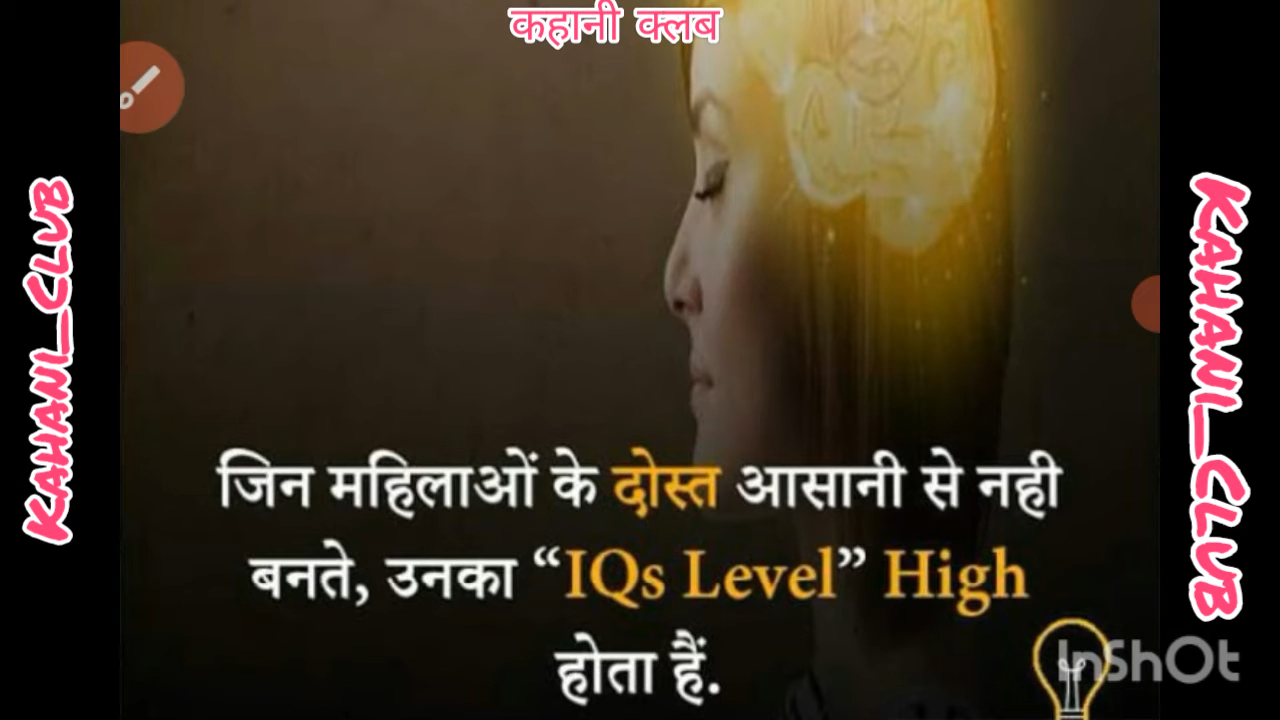 कहानी क्लब
KAHANI_CLUB
KAHANI_CLUB
जिन महिलाओं के दोस्त आसानी से नही
बनते, उनका “IQs Level” High
होता हैं.
InShOt